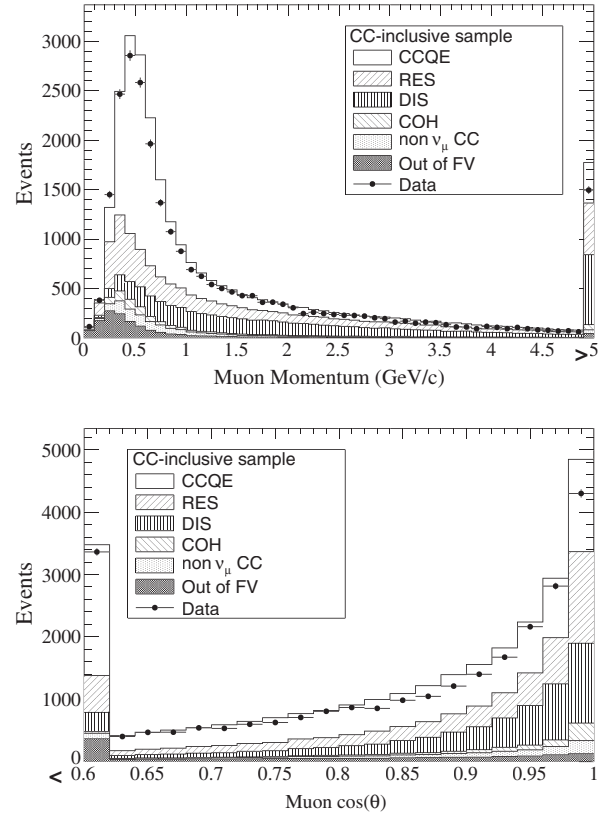 3000
2500
2000
1500
1000
500
0
Events
CC-inclusive sample
CCQE
RES
DIS
COH
non νμ CC
Out of FV
Data
0 0.5 1 1.5 2 2.5 3 3.5 4 4.5 >5
Muon Momentum (GeV/c)
5000
4000
3000
2000
1000
0
Events
CC-inclusive sample
CCQE
RES
DIS
COH
non νμ CC
Out of FV
Data
< 0.6 0.65 0.7 0.75 0.8 0.85 0.9 0.95 1
Muon cos(θ)